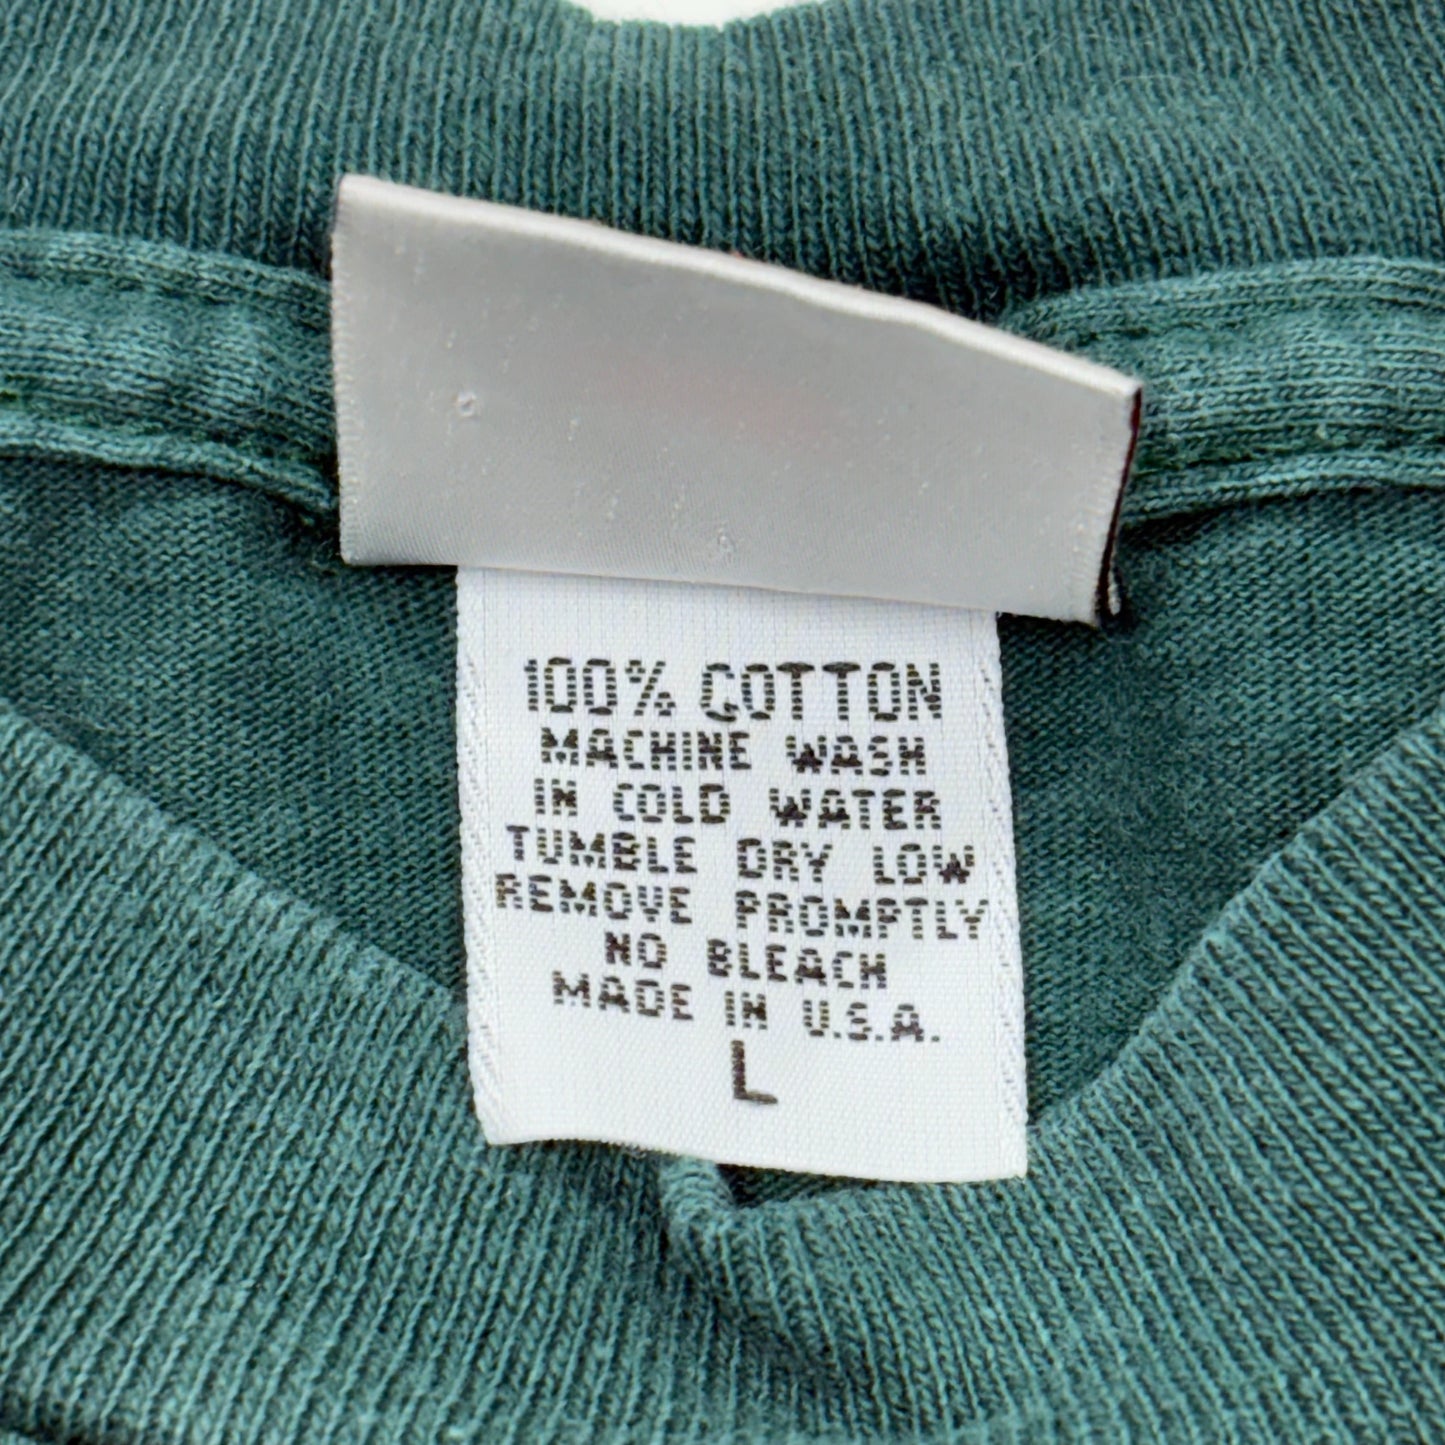 100% COTTON
MACHINE WASH
IN COLD WATER
TUMBLE DRY LOW
REMOVE PROMPTLY
NO BLEACH
MADE IN U.S.A.
L